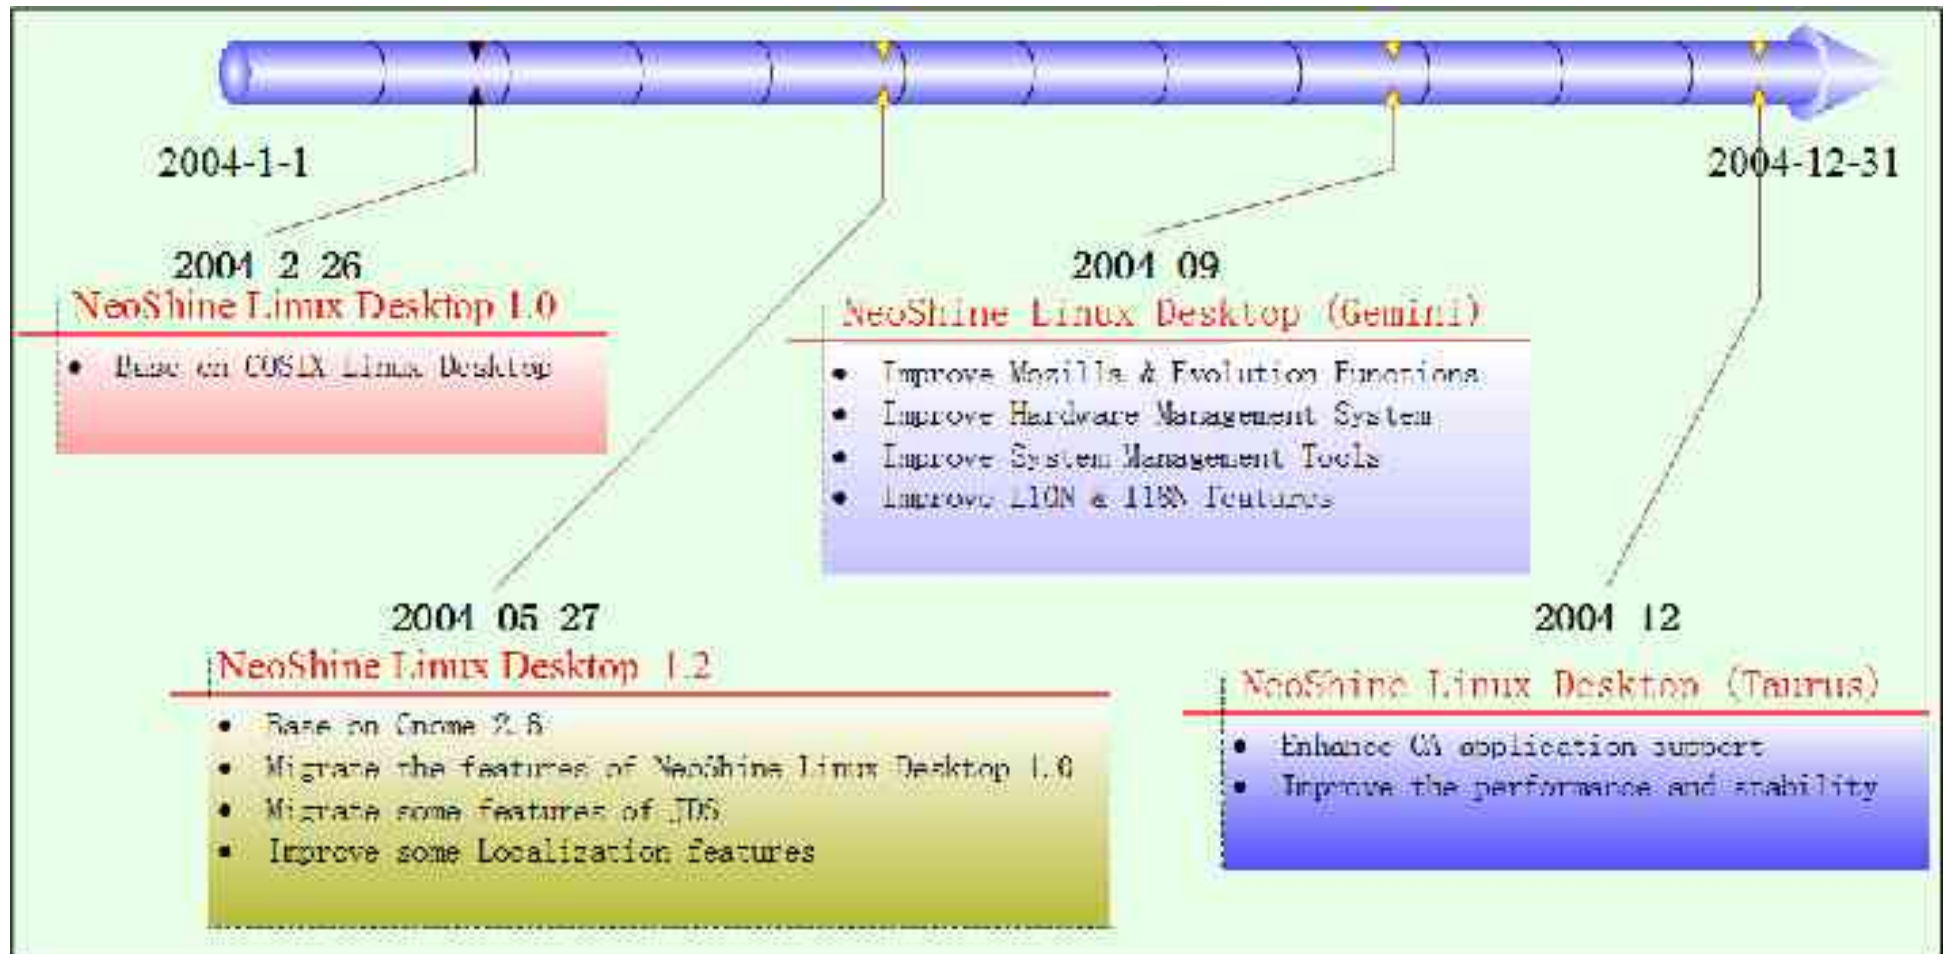 2004-1-1
2004-12-31
2004 2 26
NeoShine Linux Desktop 1.0
• Base on COSIX Linux Desktop
2004 09
NeoShine Linux Desktop (Gemini)
• Improve Mozilla & Evolution Functions
• Improve Hardware Management System
• Improve System Management Tools
• Improve L10N & I18N features
2004 05 27
NeoShine Linux Desktop 1.2
• Base on Gnome
• Migrate the features of NeoShine Linux Desktop 1.0
• Migrate some features of JDS
• Improve some Localization features
2004 12
NeoShine Linux Desktop (Taurus)
• Enhance OA application support
• Improve the performance and stability